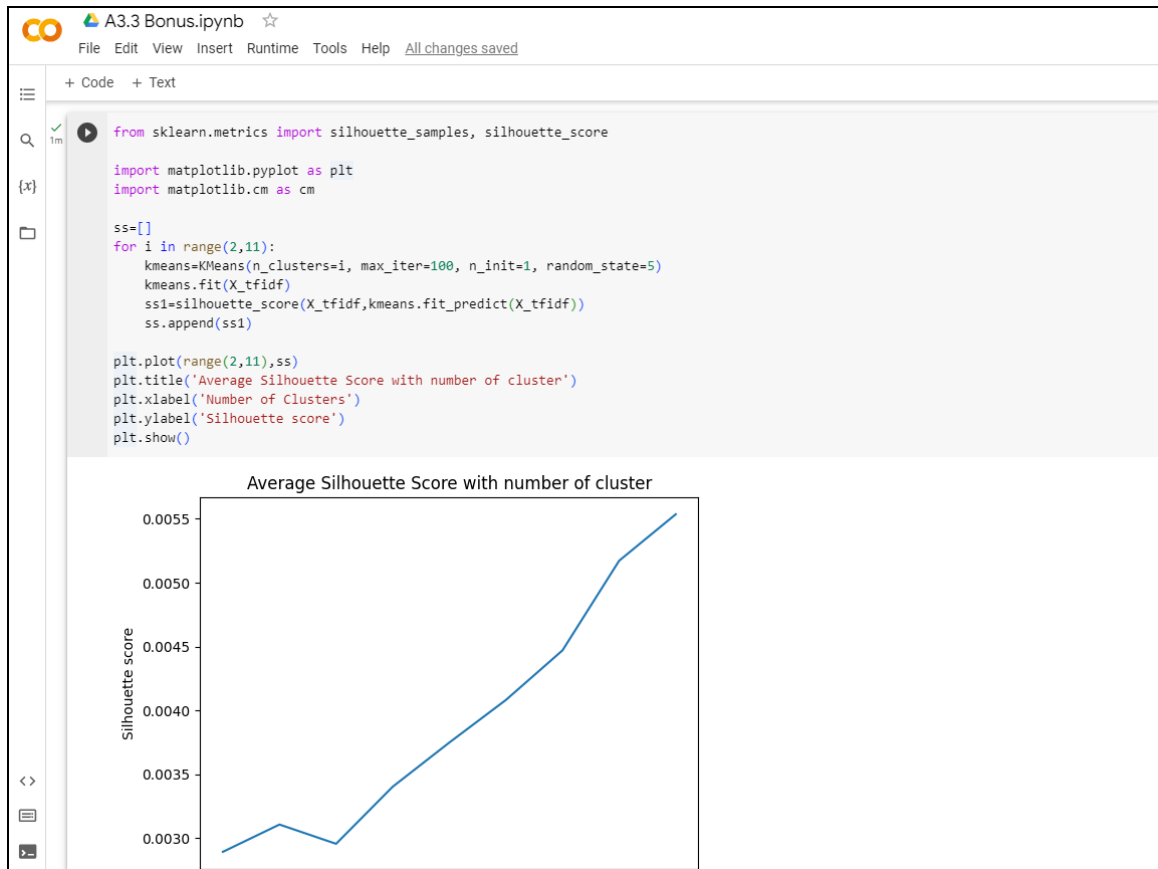 A3.3 Bonus.ipynb
File Edit View Insert Runtime Tools Help All changes saved
+ Code + Text
{x}
1m
from sklearn.metrics import silhouette_samples, silhouette_score
import matplotlib.pyplot as plt
import matplotlib.cm as cm
ss=[]
for i in range(2,11):
    kmeans=KMeans(n_clusters=i, max_iter=100, n_init=1, random_state=5)
    kmeans.fit(X_tfidf)
    ss1=silhouette_score(X_tfidf,kmeans.fit_predict(X_tfidf))
    ss.append(ss1)
plt.plot(range(2,11),ss)
plt.title('Average Silhouette Score with number of cluster')
plt.xlabel('Number of Clusters')
plt.ylabel('Silhouette score')
plt.show()
Average Silhouette Score with number of cluster
Silhouette score
0.0055
0.0050
0.0045
0.0040
0.0035
0.0030